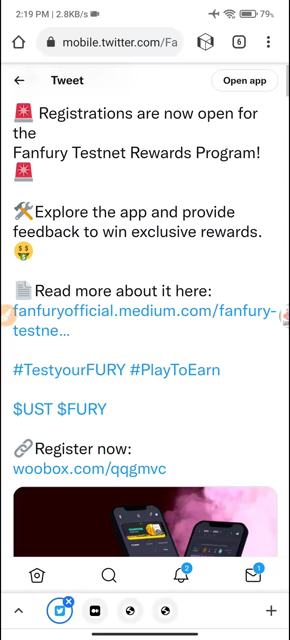 2:19 PM | 2.8KB/s
79%
mobile.twitter.com/Fa
6
Tweet
Open app
🚨 Registrations are now open for
the
Fanfury Testnet Rewards Program!
🚨
🛠️Explore the app and provide
feedback to win exclusive rewards.
🤑
📄Read more about it here:
fanfuryofficial.medium.com/fanfury-
testne...
#TestyourFURY #PlayToEarn
$UST $FURY
🔗Register now:
woobox.com/qqgmvc
2
1